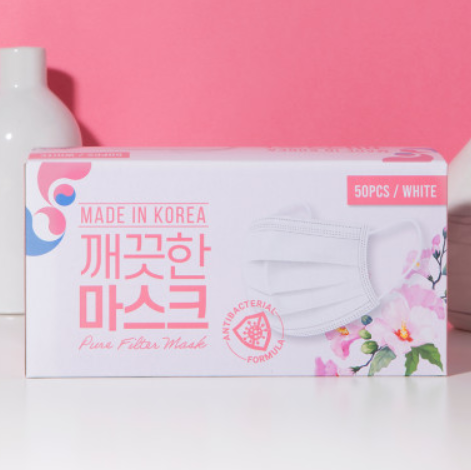 50PCS / WHITE
MADE IN KOREA
깨끗한
마스크
Pure Filter Mask
ANTIBACTERIAL
FORMULA